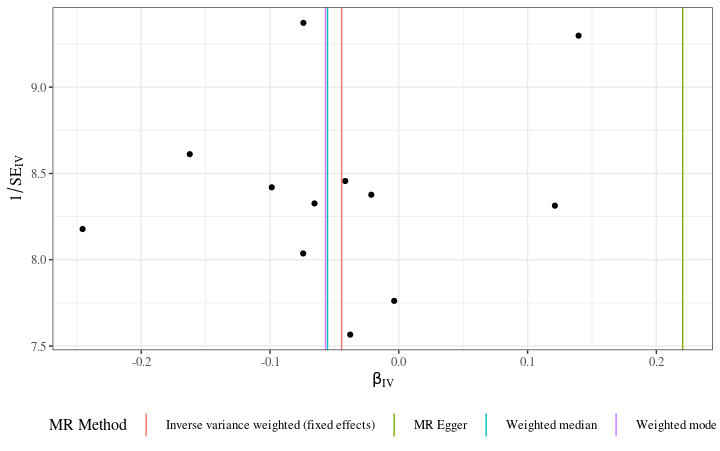 9.0
8.5
8.0
7.5
1/SE_IV
-0.2 -0.1 0.0 0.1 0.2
β_IV
MR Method Inverse variance weighted (fixed effects) MR Egger Weighted median Weighted mode